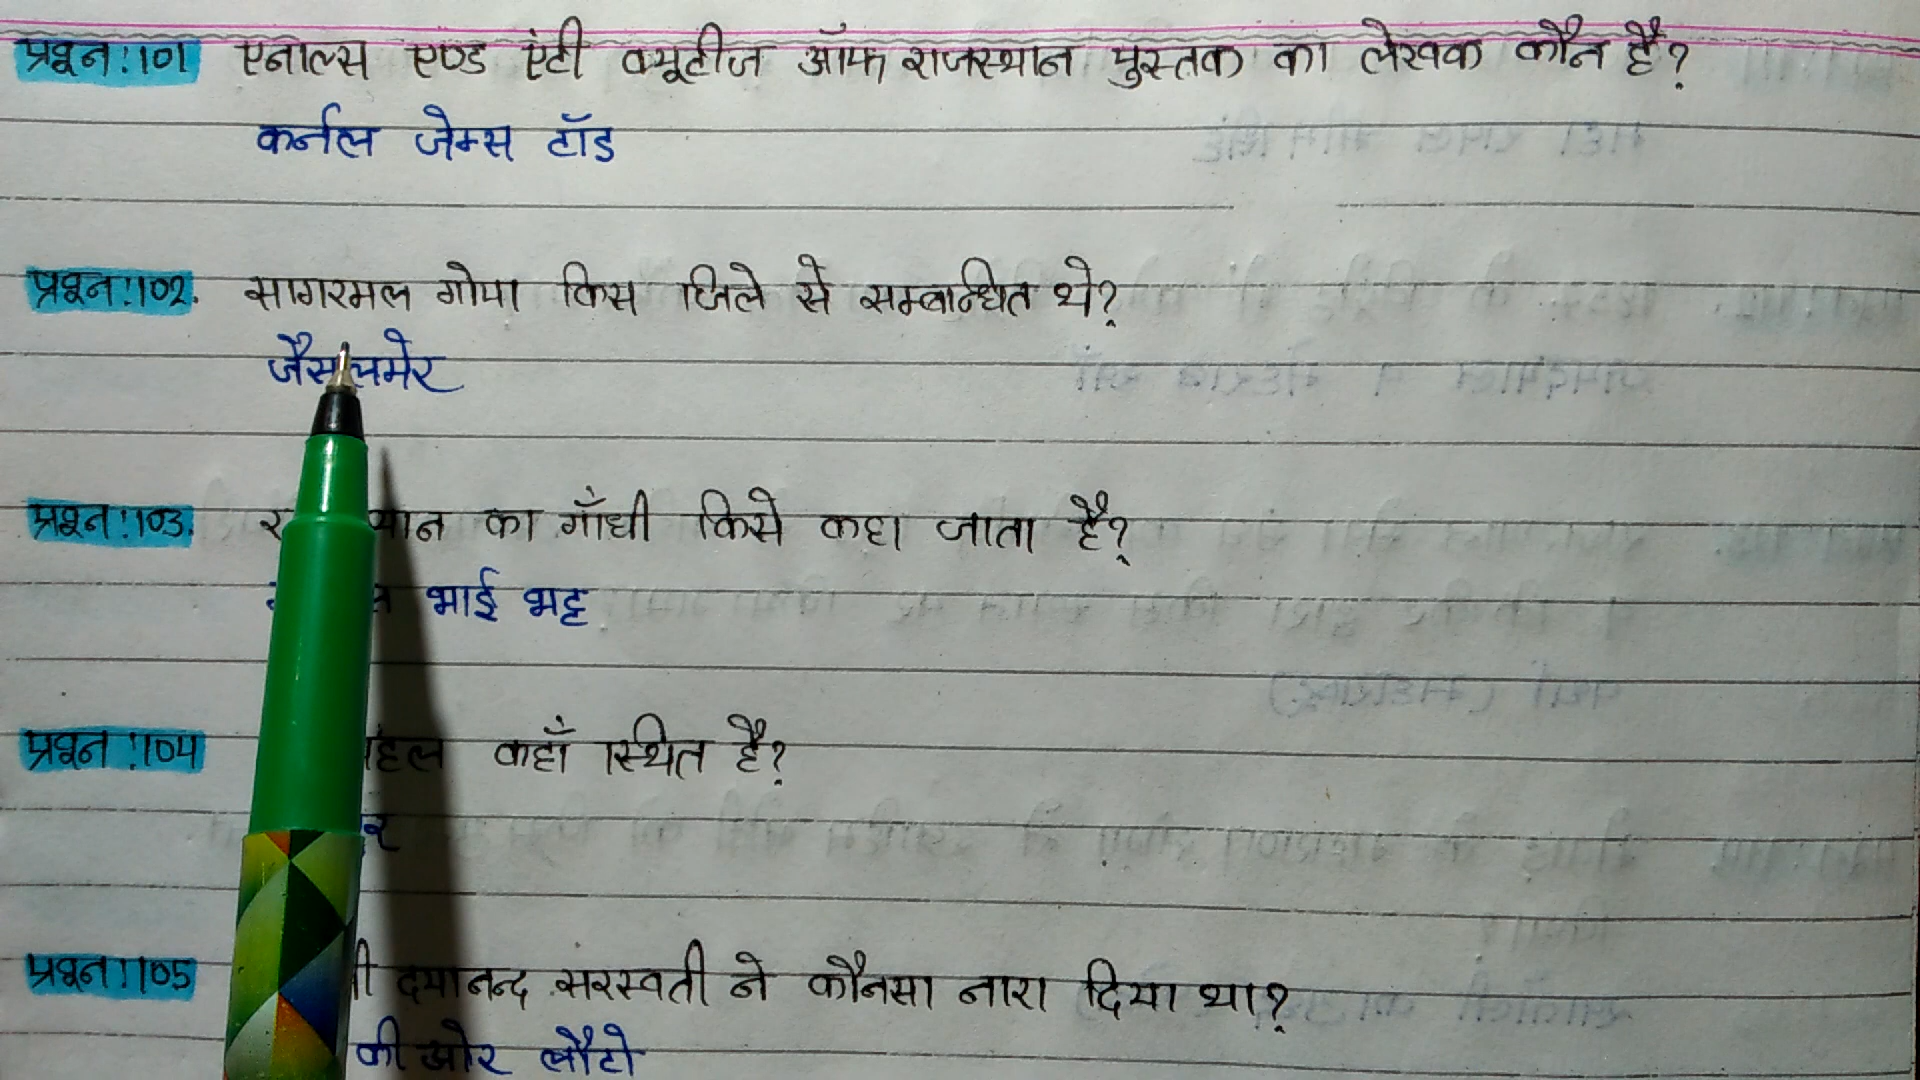 प्रश्न:101 एनाल्स एण्ड एंटी क्यूटीज ऑफ राजस्थान पुस्तक का लेखक कौन है?
कर्नल जेम्स टॉड
प्रश्न:102. सागरमल गोपा किस जिले से सम्बन्धित थे?
जैसलमेर
प्रश्न:103. का गाँधी किसे कहा जाता है?
भाई भट्ट
प्रश्न:104 कहाँ स्थित है?
प्रश्न:105 दयानन्द सरस्वती ने कौनसा नारा दिया था?
की ओर लौटो